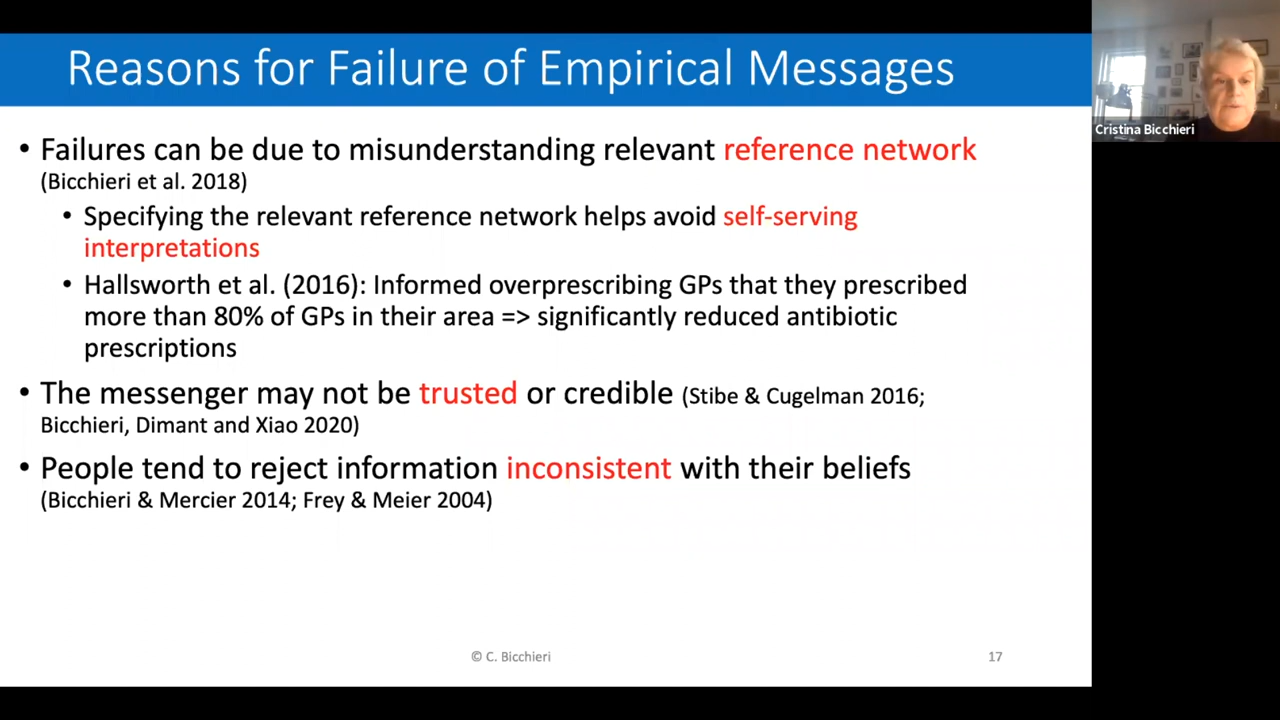 Reasons for Failure of Empirical Messages
Cristina Bicchieri
• Failures can be due to misunderstanding relevant reference network
(Bicchieri et al. 2018)
• Specifying the relevant reference network helps avoid self-serving
interpretations
• Hallsworth et al. (2016): Informed overprescribing GPs that they prescribed
more than 80% of GPs in their area => significantly reduced antibiotic
prescriptions
• The messenger may not be trusted or credible (Stibe & Cugelman 2016;
Bicchieri, Dimant and Xiao 2020)
• People tend to reject information inconsistent with their beliefs
(Bicchieri & Mercier 2014; Frey & Meier 2004)
© C. Bicchieri
17